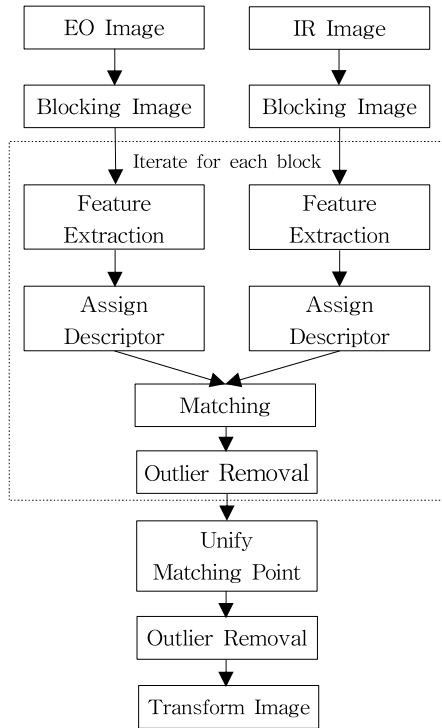 EO Image
IR Image
Blocking Image
Blocking Image
Iterate for each block
Feature
Extraction
Feature
Extraction
Assign
Descriptor
Assign
Descriptor
Matching
Outlier Removal
Unify
Matching Point
Outlier Removal
Transform Image